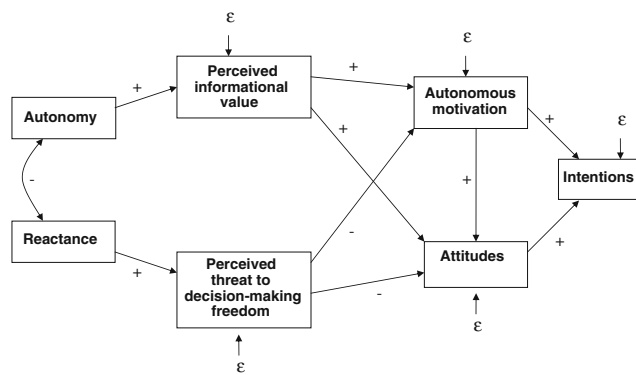 ε
ε
Perceived
informational
value
+
Autonomous
motivation
+
Autonomy
+
+
ε
-
+
Intentions
Reactance
-
+
Perceived
threat to
decision-making
freedom
Attitudes
+
-
ε
ε